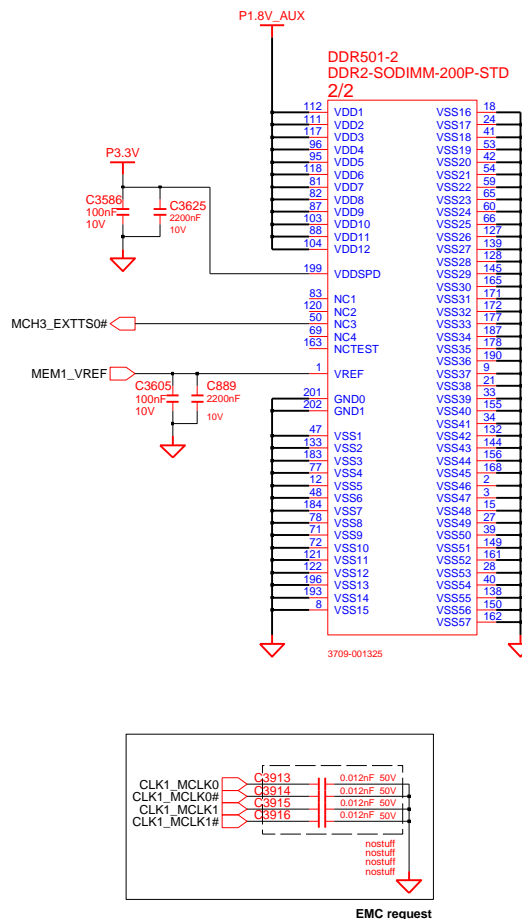 P1.8V_AUX
DDR501-2
DDR2-SODIMM-200P-STD
2/2
112 VDD1 VSS16 18
111 VDD2 VSS17 24
117 VDD3 VSS18 41
96 VDD4 VSS19 53
95 VDD5 VSS20 42
118 VDD6 VSS21 54
81 VDD7 VSS22 59
82 VDD8 VSS23 65
87 VDD9 VSS24 60
103 VDD10 VSS25 66
88 VDD11 VSS26 127
104 VDD12 VSS27 139
VSS28 128
199 VDDSPD VSS29 145
VSS30 165
83 NC1 VSS31 171
120 NC2 VSS32 172
50 NC3 VSS33 177
69 NC4 VSS34 187
163 NCTEST VSS35 178
VSS36 190
1 VREF VSS37 9
VSS38 21
201 GND0 VSS39 33
202 GND1 VSS40 155
VSS41 34
47 VSS1 VSS42 132
133 VSS2 VSS43 144
183 VSS3 VSS44 156
77 VSS4 VSS45 168
12 VSS5 VSS46 2
48 VSS6 VSS47 3
184 VSS7 VSS48 15
78 VSS8 VSS49 27
71 VSS9 VSS50 39
72 VSS10 VSS51 149
121 VSS11 VSS52 161
122 VSS12 VSS53 28
196 VSS13 VSS54 40
193 VSS14 VSS55 138
8 VSS15 VSS56 150
VSS57 162
3709-001325
P3.3V
C3586
100nF
10V
C3625
2200nF
10V
MCH3_EXTTS0#
MEM1_VREF
C3605
100nF
10V
C889
2200nF
10V
CLK1_MCLK0 C3913 0.012nF 50V
CLK1_MCLK0# C3914 0.012nF 50V
CLK1_MCLK1 C3915 0.012nF 50V
CLK1_MCLK1# C3916 0.012nF 50V
nostuff
nostuff
nostuff
nostuff
EMC request